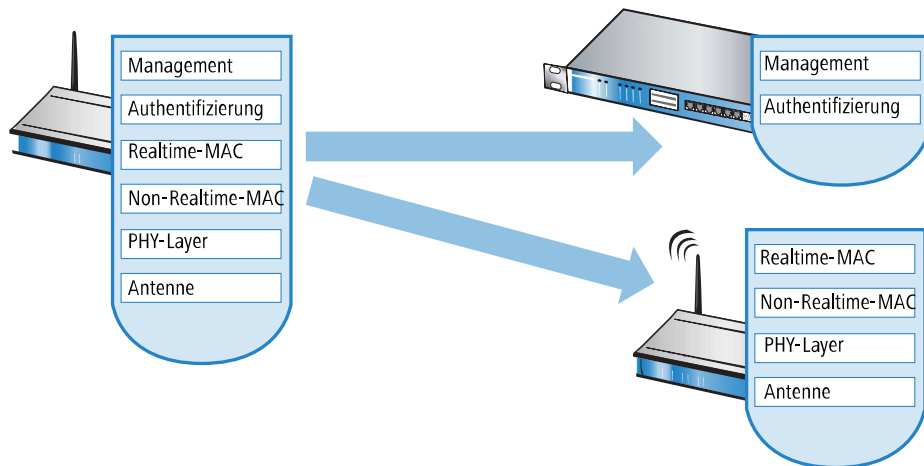 Management
Authentifizierung
Realtime-MAC
Non-Realtime-MAC
PHY-Layer
Antenne
Management
Authentifizierung
Realtime-MAC
Non-Realtime-MAC
PHY-Layer
Antenne